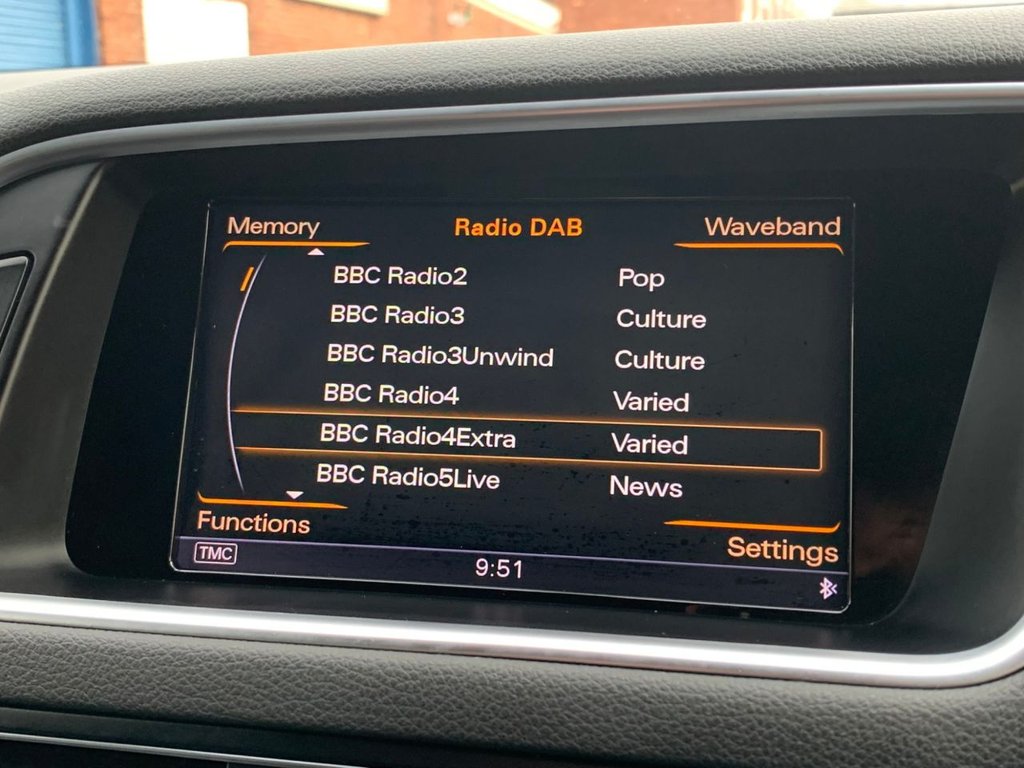 Memory Radio DAB Waveband
BBC Radio2 Pop
BBC Radio3 Culture
BBC Radio3Unwind Culture
BBC Radio4 Varied
BBC Radio4Extra Varied
BBC Radio5Live News
Functions
Settings
TMC 9:51